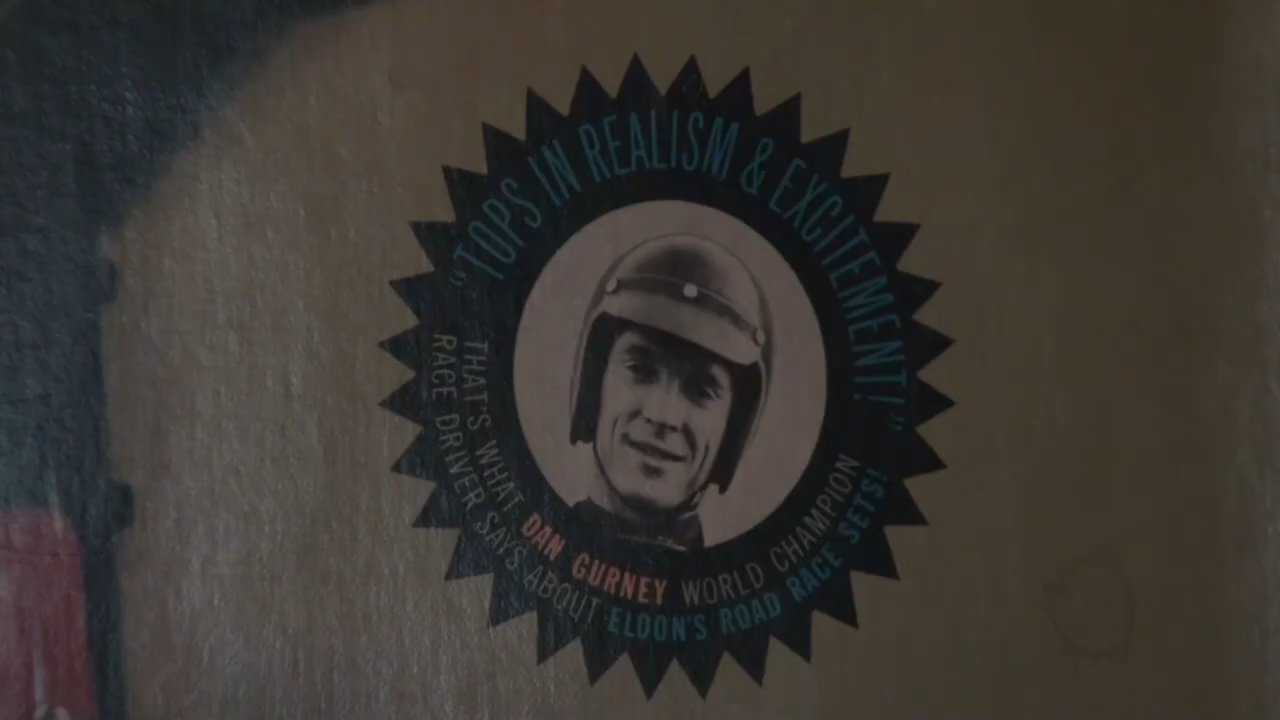 "TOPS IN REALISM & EXCITEMENT!"
THAT'S WHAT DAN GURNEY WORLD CHAMPION
RACE DRIVER SAYS ABOUT ELDON'S ROAD RACE SETS!